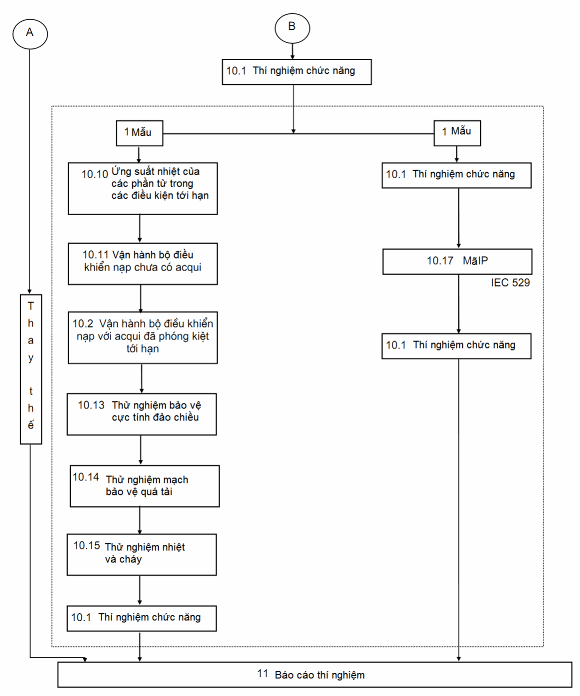 A
B
10.1 Thí nghiệm chức năng
1 Mẫu
1 Mẫu
10.10 Ứng suất nhiệt của
các phần tử trong
các điều kiện tới hạn
10.1 Thí nghiệm chức năng
10.11 Vận hành bộ điều
khiển nạp chưa có acqui
10.17 MãIP
IEC 529
10.2 Vận hành bộ điều khiển
nạp với acqui đã phóng kiệt
tới hạn
10.1 Thí nghiệm chức năng
T
h
a
y
t
h
ế
10.13 Thử nghiệm bảo vệ
cực tính đảo chiều
10.14 Thử nghiệm mạch
bảo vệ quá tải
10.15 Thử nghiệm nhiệt
và cháy
10.1 Thí nghiệm chức năng
11 Báo cáo thí nghiệm